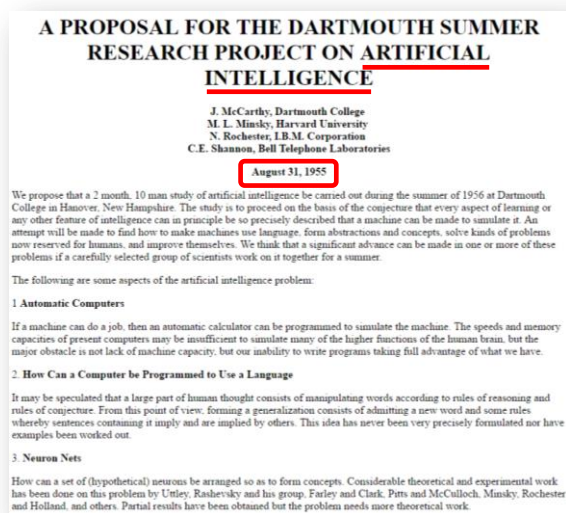 A PROPOSAL FOR THE DARTMOUTH SUMMER
RESEARCH PROJECT ON ARTIFICIAL
INTELLIGENCE
J. McCarthy, Dartmouth College
M. L. Minsky, Harvard University
N. Rochester, I.B.M. Corporation
C.E. Shannon, Bell Telephone Laboratories
August 31, 1955
We propose that a 2 month, 10 man study of artificial intelligence be carried out during the summer of 1956 at Dartmouth
College in Hanover, New Hampshire. The study is to proceed on the basis of the conjecture that every aspect of learning or
any other feature of intelligence can in principle be so precisely described that a machine can be made to simulate it. An
attempt will be made to find how to make machines use language, form abstractions and concepts, solve kinds of problems
now reserved for humans, and improve themselves. We think that a significant advance can be made in one or more of these
problems if a carefully selected group of scientists work on it together for a summer.
The following are some aspects of the artificial intelligence problem:
1 Automatic Computers
If a machine can do a job, then an automatic calculator can be programmed to simulate the machine. The speeds and memory
capacities of present computers may be insufficient to simulate many of the higher functions of the human brain, but the
major obstacle is not lack of machine capacity, but our inability to write programs taking full advantage of what we have.
2. How Can a Computer be Programmed to Use a Language
It may be speculated that a large part of human thought consists of manipulating words according to rules of reasoning and
rules of conjecture. From this point of view, forming a generalization consists of admitting a new word and some rules
whereby sentences containing it imply and are implied by others. This idea has never been very precisely formulated nor have
examples been worked out.
3. Neuron Nets
How can a set of (hypothetical) neurons be arranged so as to form concepts. Considerable theoretical and experimental work
has been done on this problem by Uttley, Rashevsky and his group, Farley and Clark, Pitts and McCulloch, Minsky, Rochester
and Holland, and others. Partial results have been obtained but the problem needs more theoretical work.